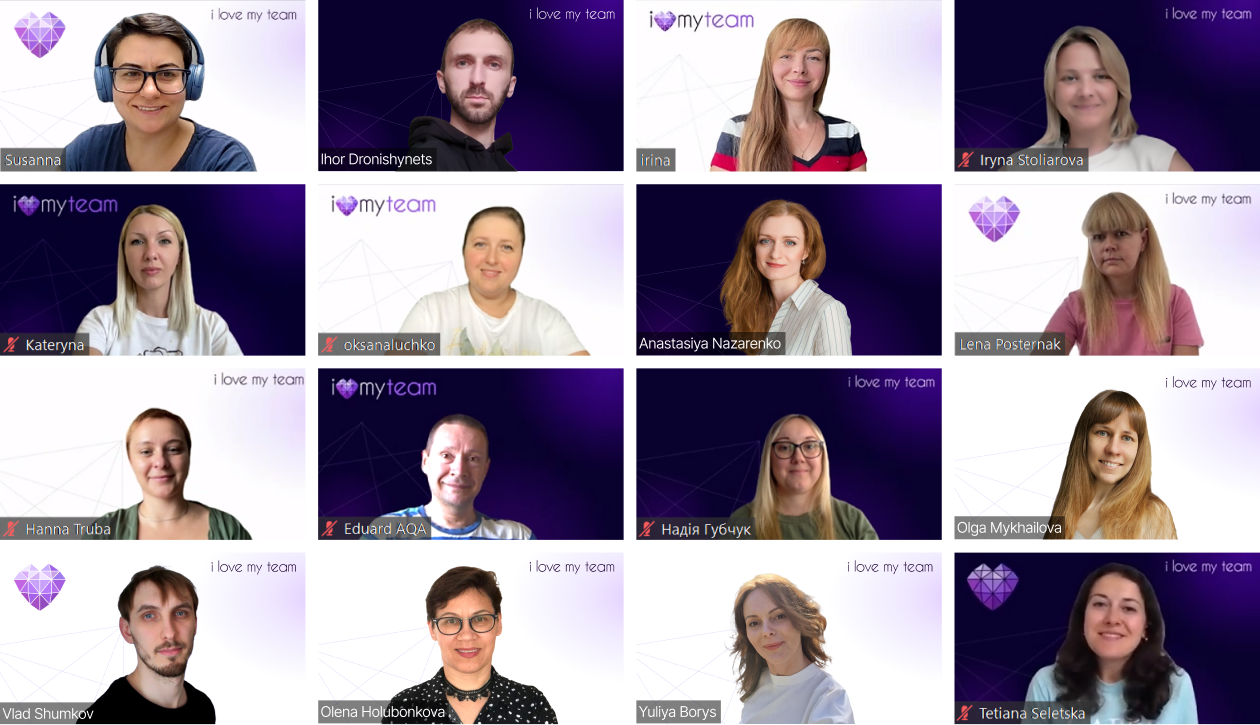 i love my team
Susanna
i love my team
Ihor Dronishynets
i myteam
irina
i love my team
Iryna Stoliarova
i myteam
Kateryna
i myteam
oksanaluchko
Anastasiya Nazarenko
i love my team
Lena Posternak
i love my team
Hanna Truba
i myteam
Eduard AQA
i love my team
Надія Губчук
i love my team
Olga Mykhailova
i love my team
Vlad Shumkov
i love my team
Olena Holubonkova
i love my team
Yuliya Borys
i love my team
Tetiana Seletska